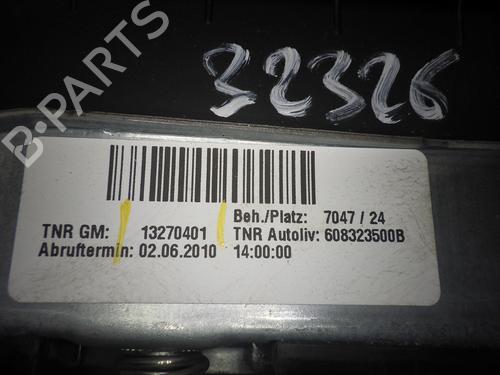 32326
B-PARTS
Beh./Platz: 7047 / 24
TNR GM: 13270401 TNR Autoliv: 608323500B
Abruftermin: 02.06.2010 14:00:00